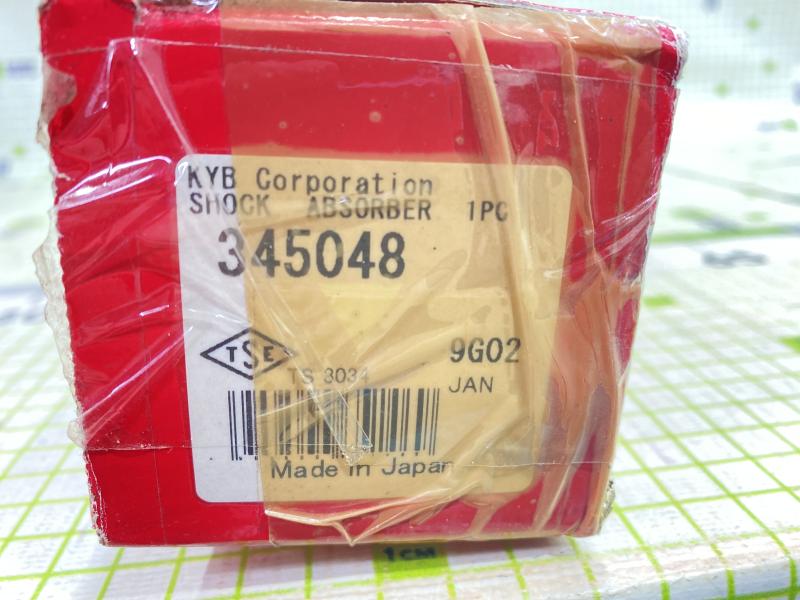 KYB Corporation
SHOCK ABSORBER 1PC
345048
TSE
9G02
TS 3034
JAN
Made in Japan
1CM